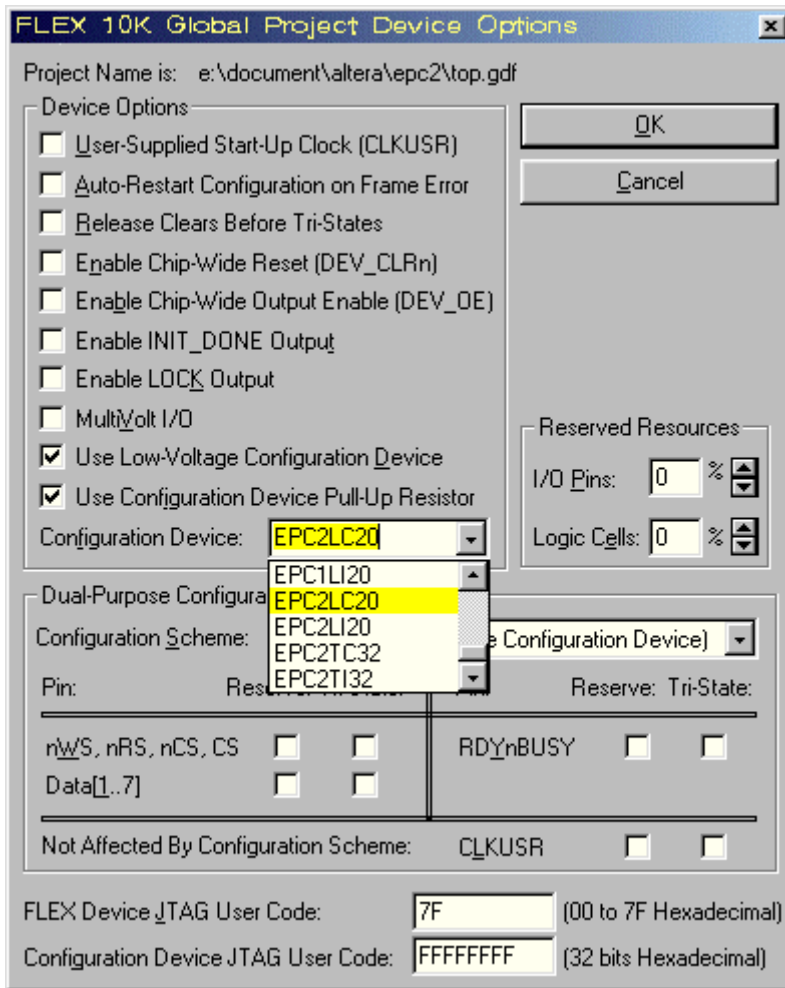 FLEX 10K Global Project Device Options
Project Name is: e:\document\altera\epc2\top.gdf
Device Options
OK
User-Supplied Start-Up Clock (CLKUSR)
Cancel
Auto-Restart Configuration on Frame Error
Release Clears Before Tri-States
Enable Chip-Wide Reset (DEV_CLRn)
Enable Chip-Wide Output Enable (DEV_OE)
Enable INIT_DONE Output
Enable LOCK Output
MultiVolt I/O
Reserved Resources
Use Low-Voltage Configuration Device
I/O Pins: 0 %
Use Configuration Device Pull-Up Resistor
Configuration Device: EPC2LC20
Logic Cells: 0 %
EPC1LI20
EPC2LC20
EPC2LI20
EPC2TC32
EPC2TI32
Dual-Purpose
Configuration Scheme: Configuration Device)
Pin: Reserve: Tri-State:
nWS, nRS, nCS, CS RDYnBUSY
Data[1..7]
Not Affected By Configuration Scheme: CLKUSR
FLEX Device JTAG User Code: 7F (00 to 7F Hexadecimal)
Configuration Device JTAG User Code: FFFFFFFF (32 bits Hexadecimal)